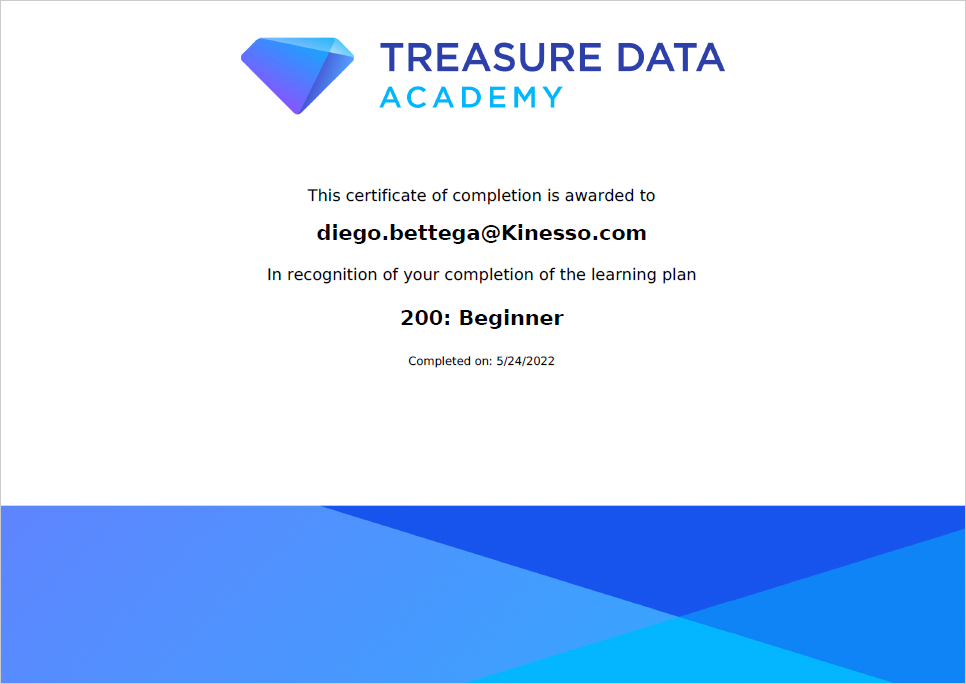 TREASURE DATA
ACADEMY
This certificate of completion is awarded to
diego.bettega@Kinesso.com
In recognition of your completion of the learning plan
200: Beginner
Completed on: 5/24/2022